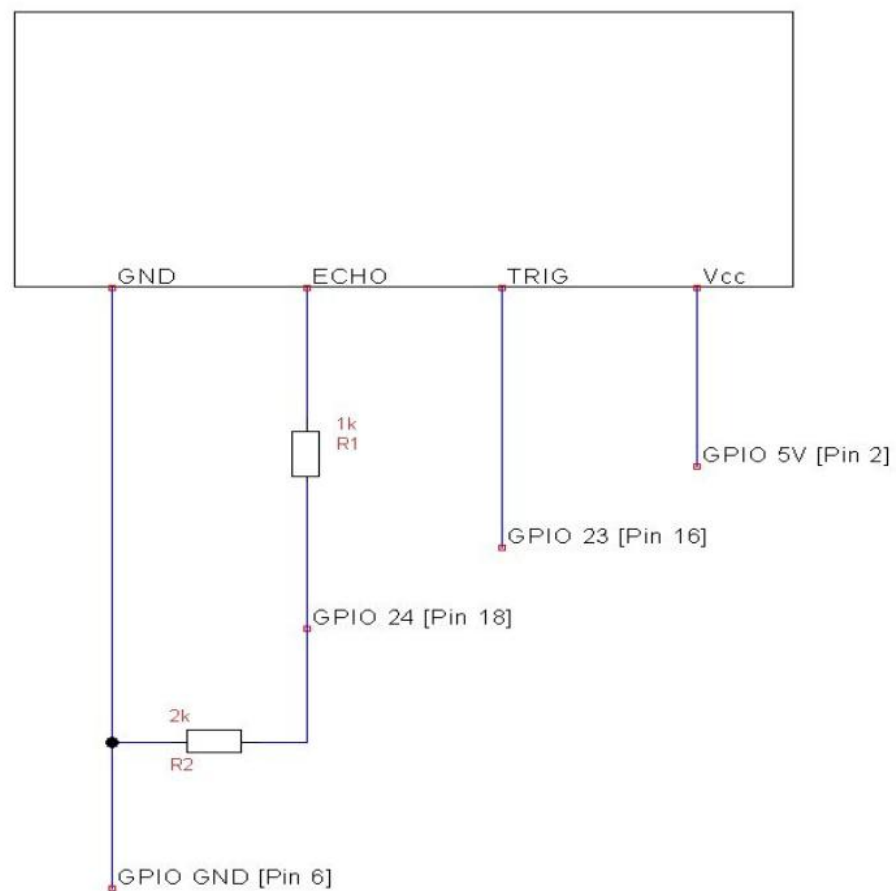 GND ECHO TRIG Vcc
1k
R1
GPIO 5V [Pin 2]
GPIO 23 [Pin 16]
GPIO 24 [Pin 18]
2k
R2
GPIO GND [Pin 6]